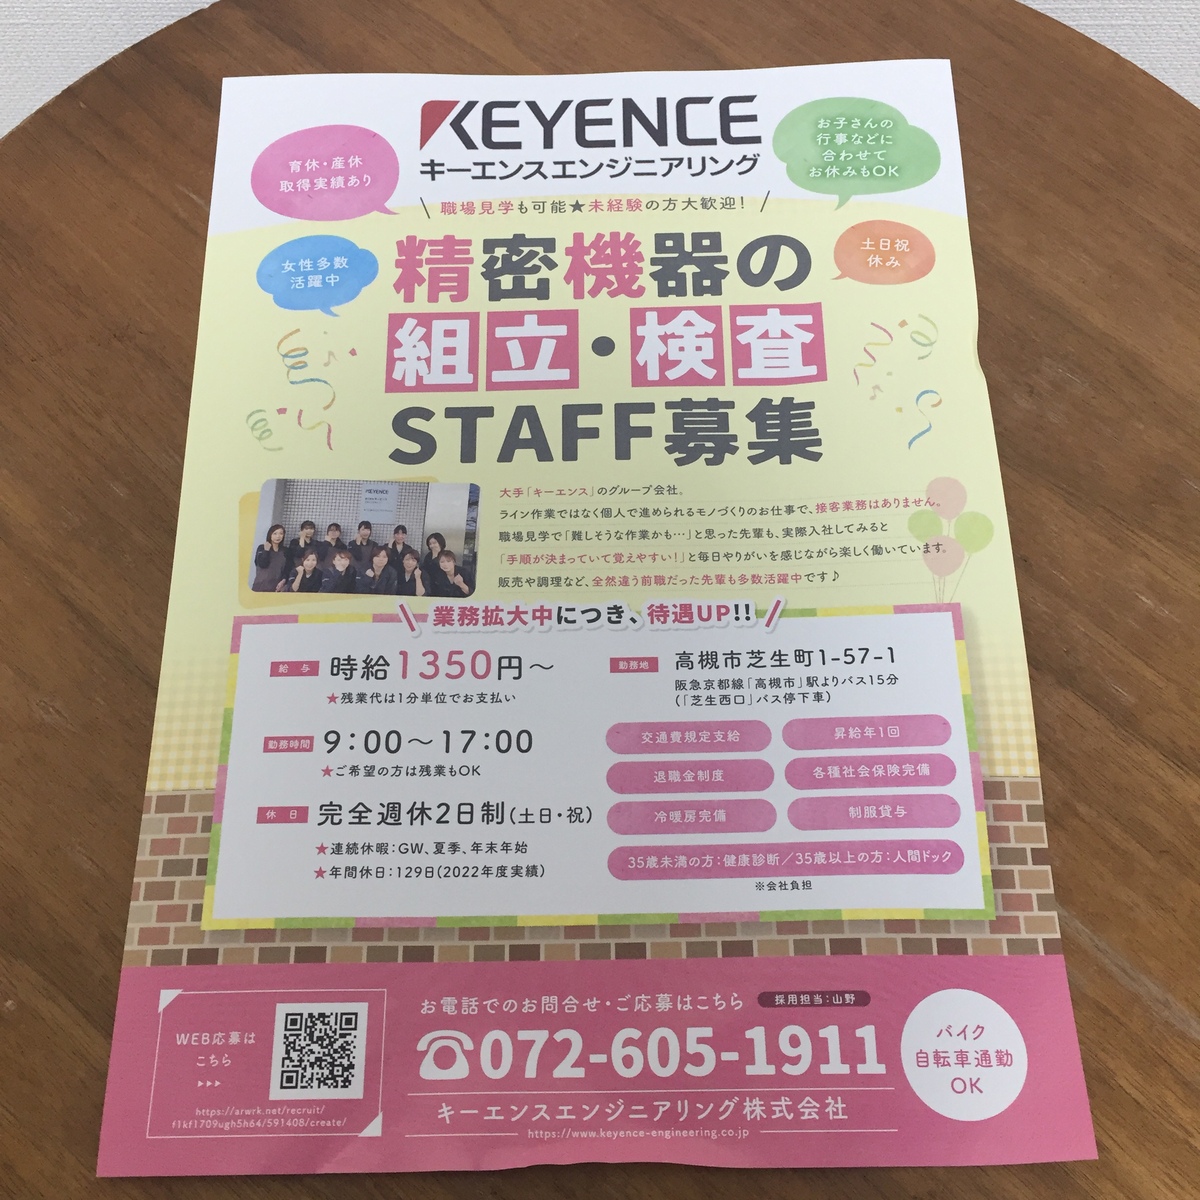 KEYENCE
キーエンスエンジニアリング
育休・産休
取得実績あり
お子さんの
行事などに
合わせて
お休みもOK
職場見学も可能★未経験の方大歓迎！
女性多数
活躍中
土日祝
休み
精密機器の
組立・検査
STAFF募集
KEYENCE
大手「キーエンス」のグループ会社。
ライン作業ではなく個人で進められるモノづくりのお仕事で、接客業務はありません。
職場見学で「難しそうな作業かも…」と思った先輩も、実際入社してみると
「手順が決まっていて覚えやすい！」と毎日やりがいを感じながら楽しく働いています。
販売や調理など、全然違う前職だった先輩も多数活躍中です♪
業務拡大中につき、待遇UP!!
給与 時給1350円～
★残業代は1分単位でお支払い
勤務時間 9：00～17：00
★ご希望の方は残業もOK
休日 完全週休2日制（土日・祝）
★連続休暇：GW、夏季、年末年始
★年間休日：129日（2022年度実績）
勤務地 高槻市芝生町1-57-1
阪急京都線「高槻市」駅よりバス15分
（「芝生西口」バス停下車）
交通費規定支給
昇給年1回
退職金制度
各種社会保険完備
冷暖房完備
制服貸与
35歳未満の方：健康診断／35歳以上の方：人間ドック
※会社負担
WEB応募は
こちら
▶▶▶
https://arwrk.net/recruit/
f1kf1709ugh5h64/591408/create/
お電話でのお問合せ・ご応募はこちら 採用担当：山野
☎072-605-1911
キーエンスエンジニアリング株式会社
https://www.keyence-engineering.co.jp
バイク
自転車通勤
OK